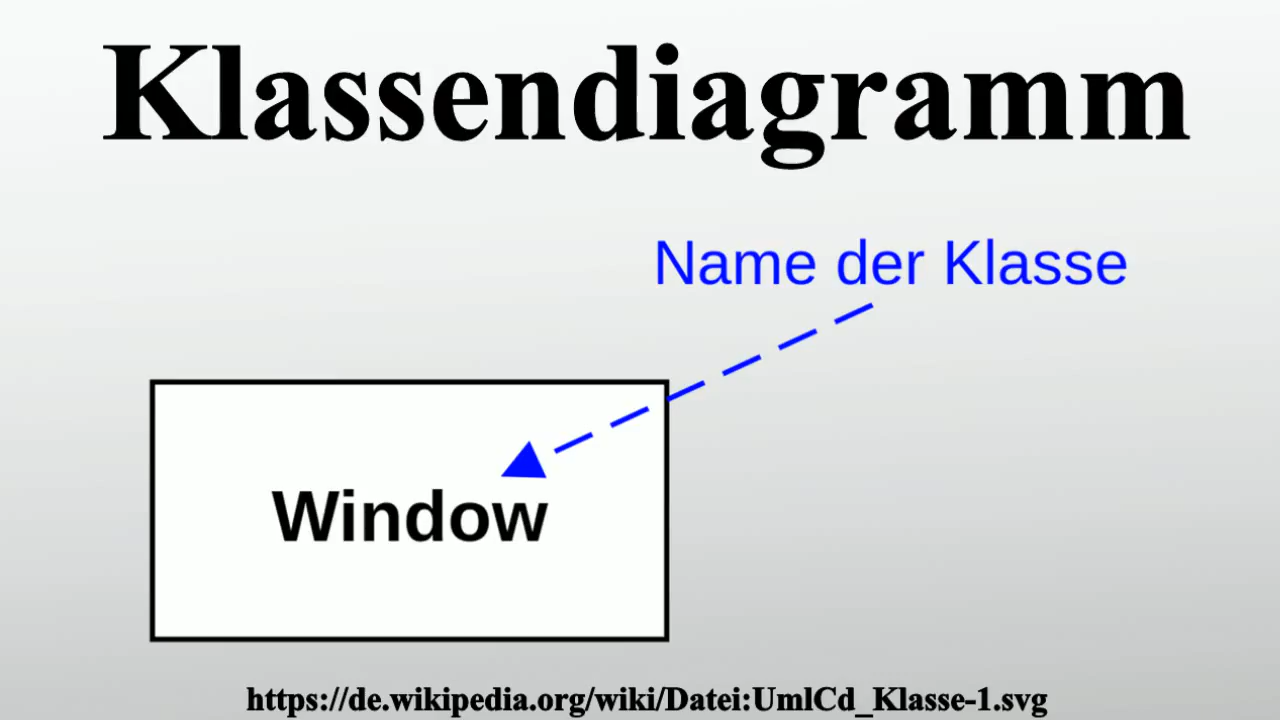 Klassendiagramm
Name der Klasse
Window
https://de.wikipedia.org/wiki/Datei:UmlCd_Klasse-1.svg